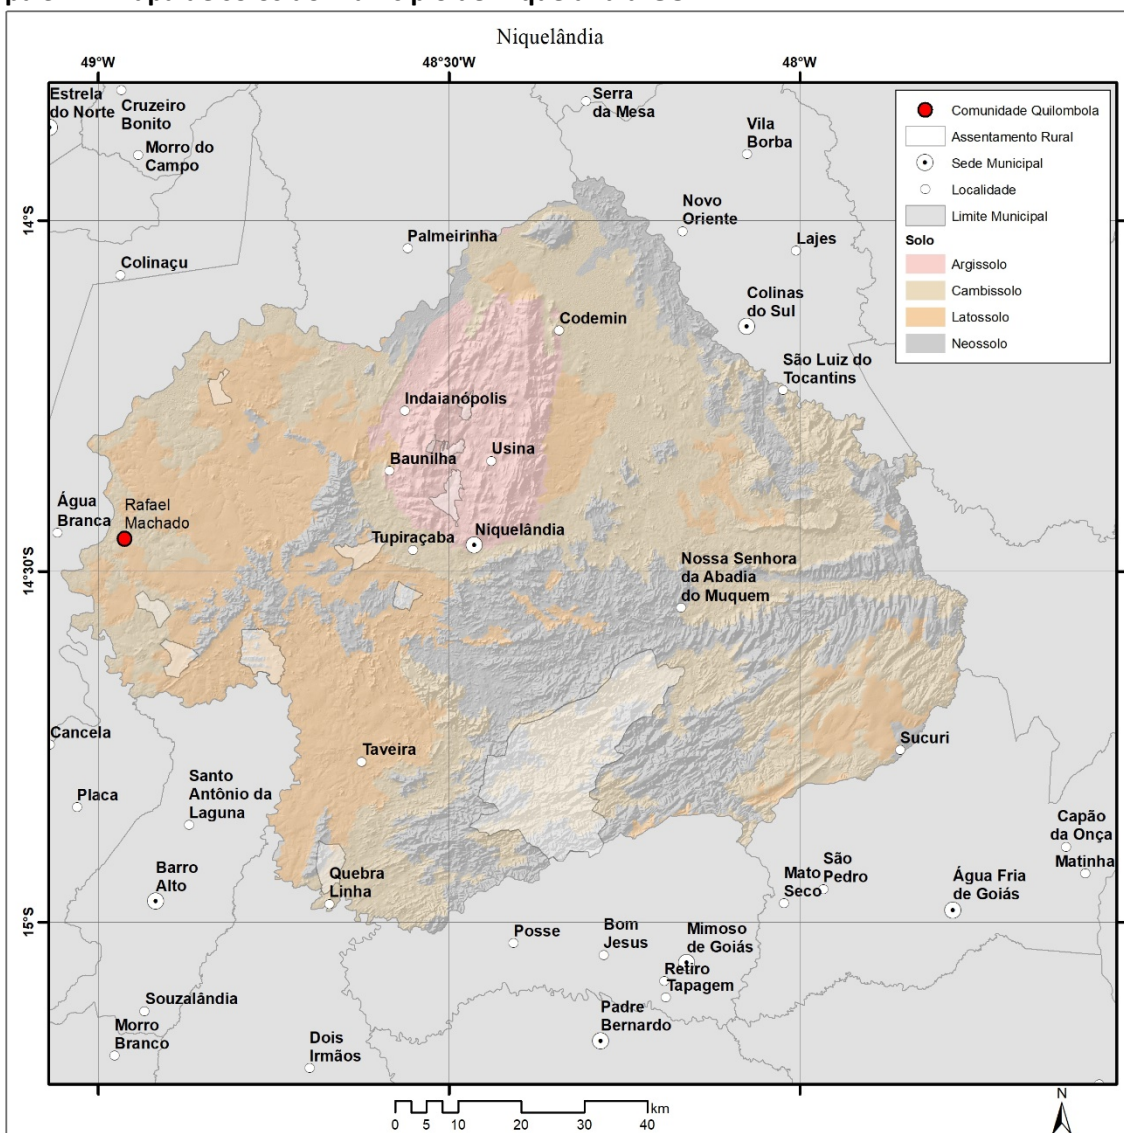 Niquelândia
49°W
48°30'W
48°W
Estrela
do Norte
Cruzeiro
Bonito
Morro do
Campo
Serra
da Mesa
Vila
Borba
Comunidade Quilombola
Assentamento Rural
Sede Municipal
Localidade
Limite Municipal
Solo
Argissolo
Cambissolo
Latossolo
Neossolo
14°S
Novo
Oriente
Palmeirinha
Lajes
Colinaçu
Colinas
do Sul
Codemin
São Luiz do
Tocantins
Indaianópolis
Usina
Baunilha
Água
Branca
Rafael
Machado
Tupiraçaba
Niquelândia
14°30'S
Nossa Senhora
da Abadia
do Muquem
Cancela
Taveira
Sucuri
Placa
Santo
Antônio da
Laguna
Capão
da Onça
Matinha
Barro
Alto
Quebra
Linha
Mato
Seco
São
Pedro
Água Fria
de Goiás
15°S
Posse
Bom
Jesus
Mimoso
de Goiás
Retiro
Tapagem
Souzalândia
Padre
Bernardo
Morro
Branco
Dois
Irmãos
km
0 5 10 20 30 40
N